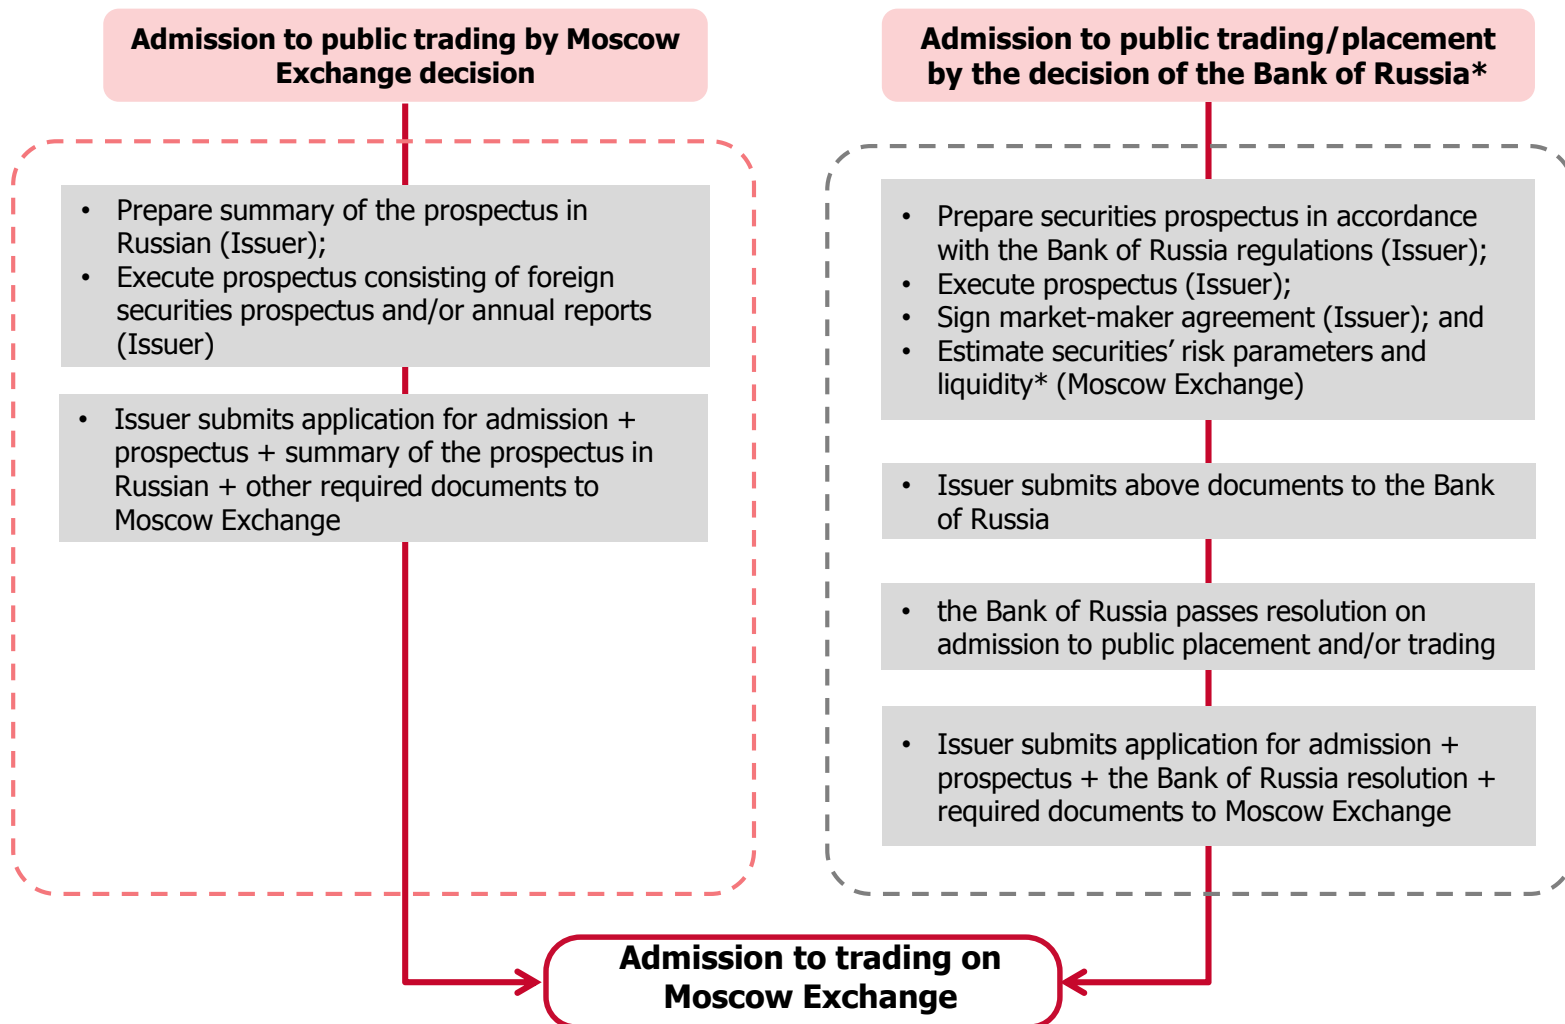 Admission to public trading by Moscow
Exchange decision
• Prepare summary of the prospectus in
Russian (Issuer);
• Execute prospectus consisting of foreign
securities prospectus and/or annual reports
(Issuer)
• Issuer submits application for admission +
prospectus + summary of the prospectus in
Russian + other required documents to
Moscow Exchange
Admission to public trading/placement
by the decision of the Bank of Russia*
• Prepare securities prospectus in accordance
with the Bank of Russia regulations (Issuer);
• Execute prospectus (Issuer);
• Sign market-maker agreement (Issuer); and
• Estimate securities’ risk parameters and
liquidity* (Moscow Exchange)
• Issuer submits above documents to the Bank
of Russia
• the Bank of Russia passes resolution on
admission to public placement and/or trading
• Issuer submits application for admission +
prospectus + the Bank of Russia resolution +
required documents to Moscow Exchange
Admission to trading on
Moscow Exchange